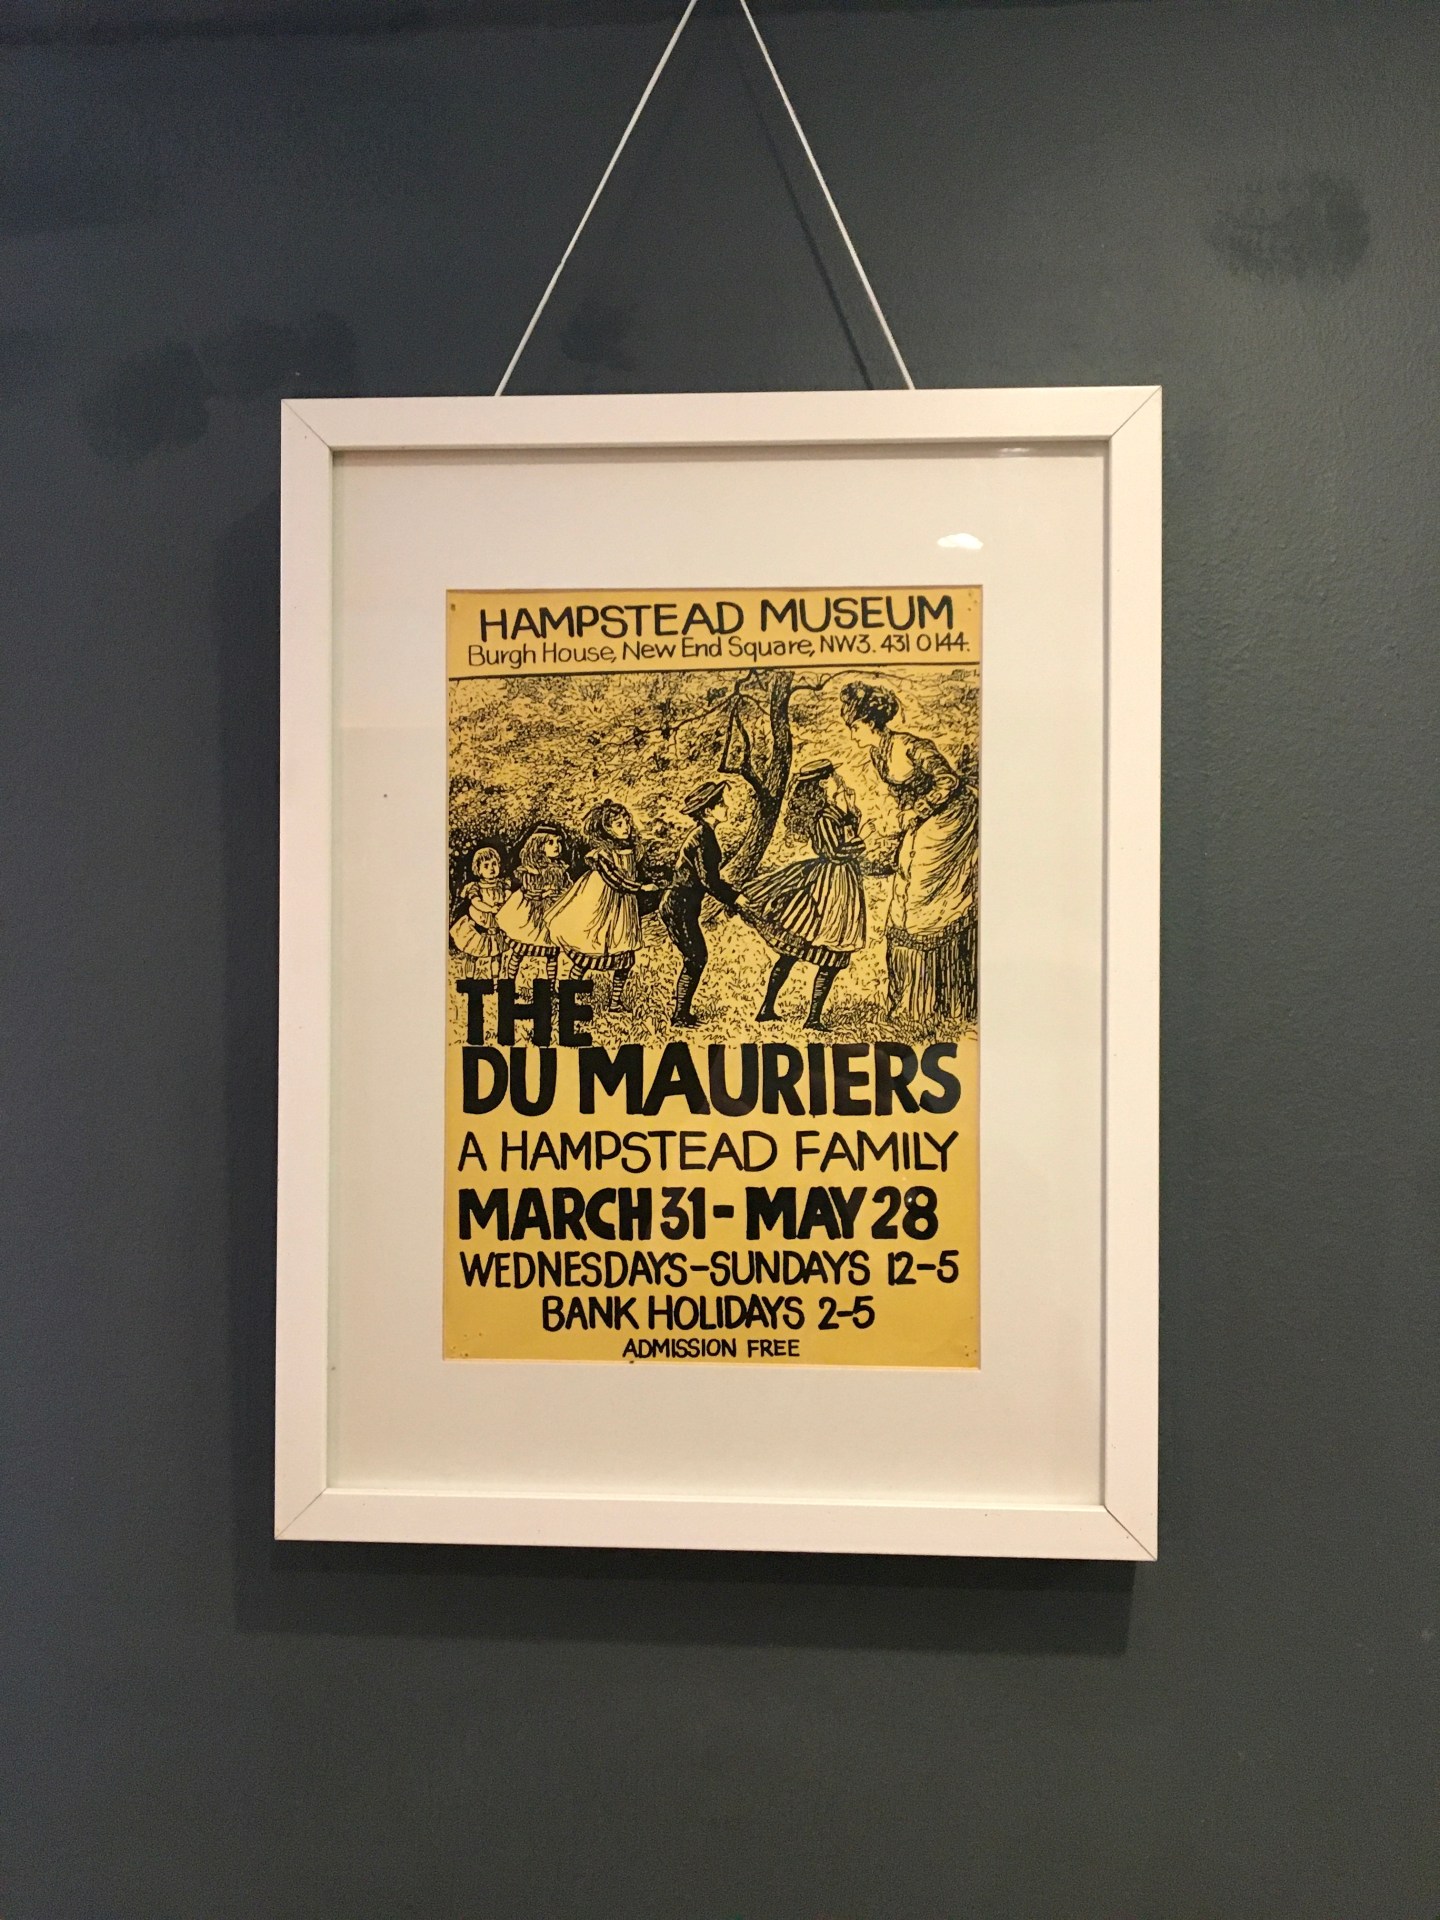 HAMPSTEAD MUSEUM
Burgh House, New End Square, NW3. 431 0144.
THE
DU MAURIERS
A HAMPSTEAD FAMILY
MARCH 31 - MAY 28
WEDNESDAYS-SUNDAYS 12-5
BANK HOLIDAYS 2-5
ADMISSION FREE